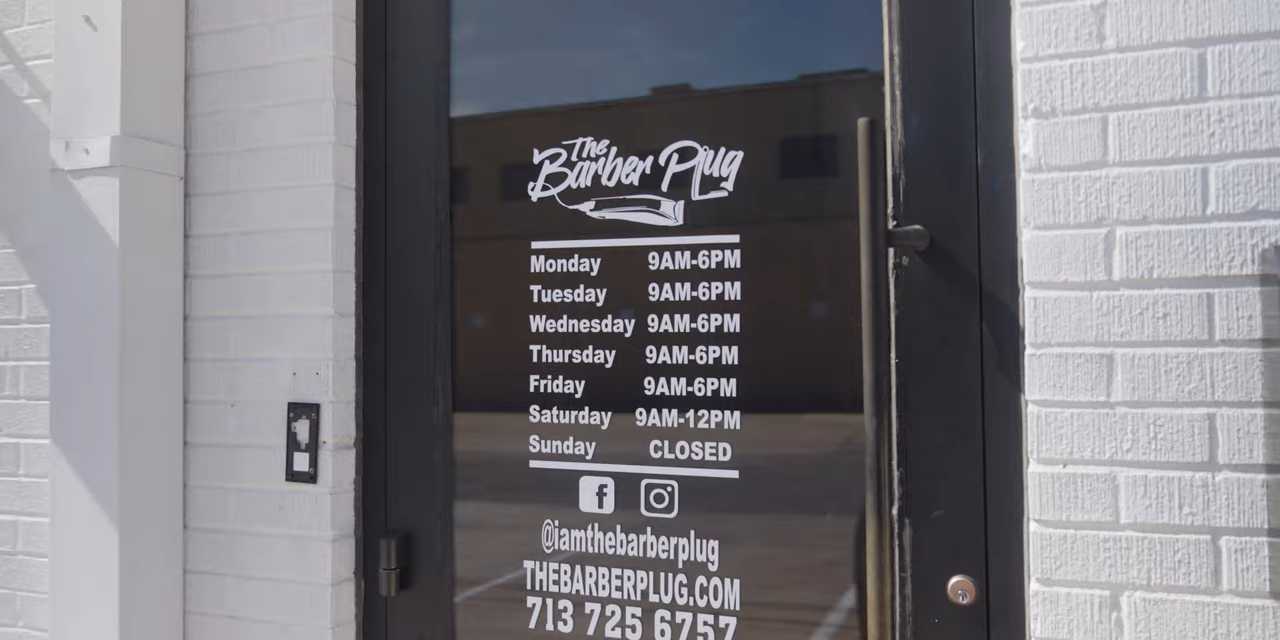 The
Barber Plug
Monday 9AM-6PM
Tuesday 9AM-6PM
Wednesday 9AM-6PM
Thursday 9AM-6PM
Friday 9AM-6PM
Saturday 9AM-12PM
Sunday CLOSED
@iamthebarberplug
THEBARBERPLUG.COM
713 725 6757